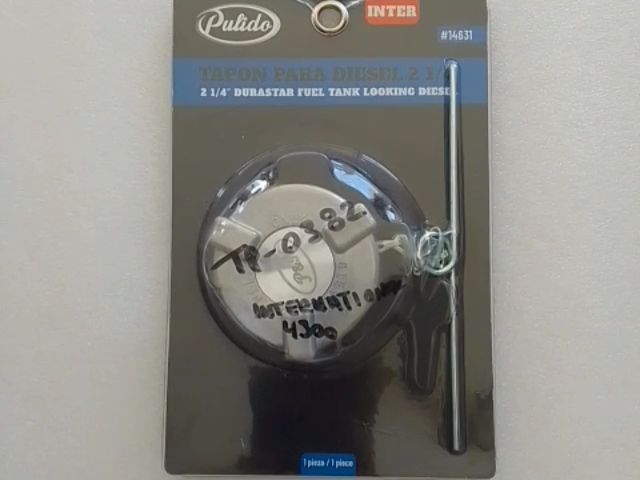 Pulido
INTER
#14631
TAPON PARA DIESEL 2 1/4
2 1/4" DURASTAR FUEL TANK LOOKING DIESEL
TP-0382
INTERNATIONAL
4300
1 pieza / 1 piece